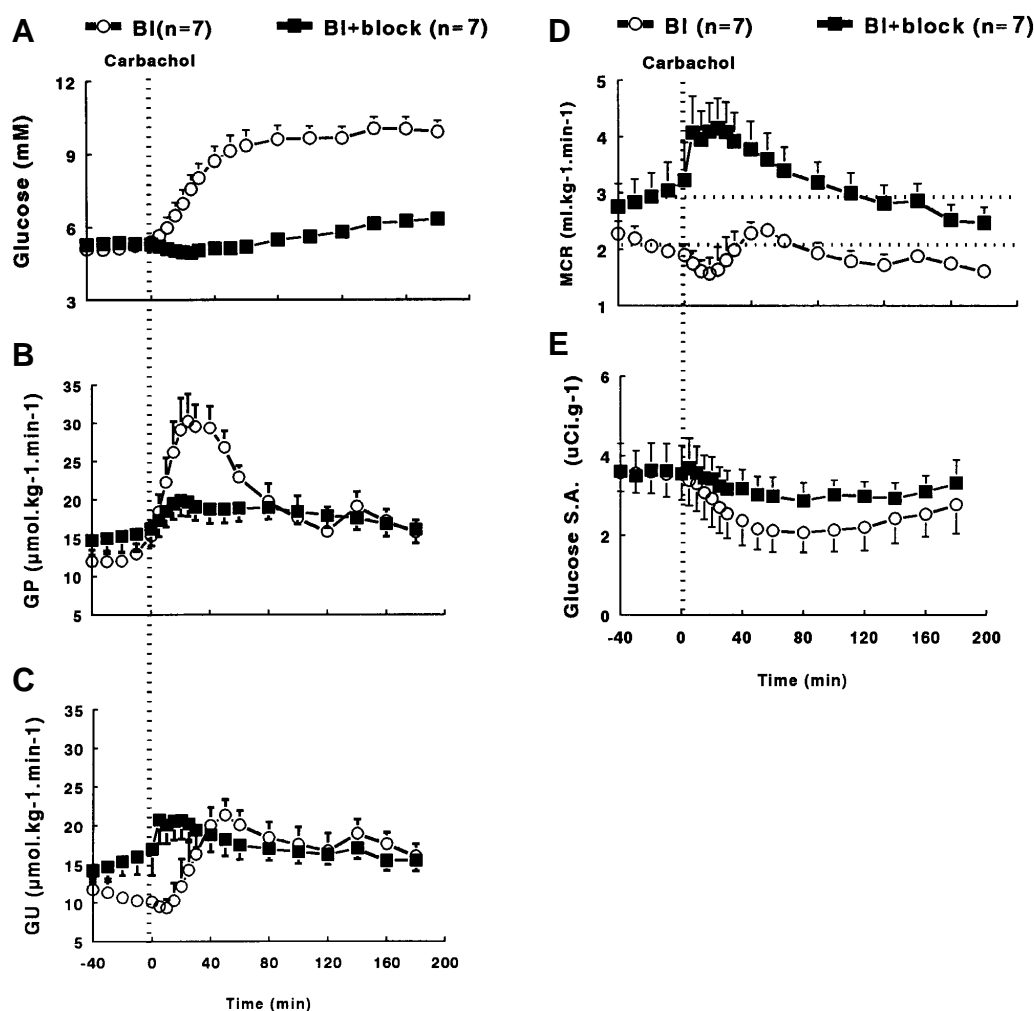 A
BI(n=7)
BI+block (n=7)
Carbachol
Glucose (mM)
12
9
6
3
B
GP (µmol.kg-1.min-1)
35
30
25
20
15
10
5
C
GU (µmol.kg-1.min-1)
35
30
25
20
15
10
5
-40 0 40 80 120 160 200
Time (min)
D
BI (n=7)
BI+block (n=7)
Carbachol
MCR (ml.kg-1.min-1)
5
4
3
2
1
E
Glucose S.A. (uCi.g-1)
6
4
2
0
-40 0 40 80 120 160 200
Time (min)